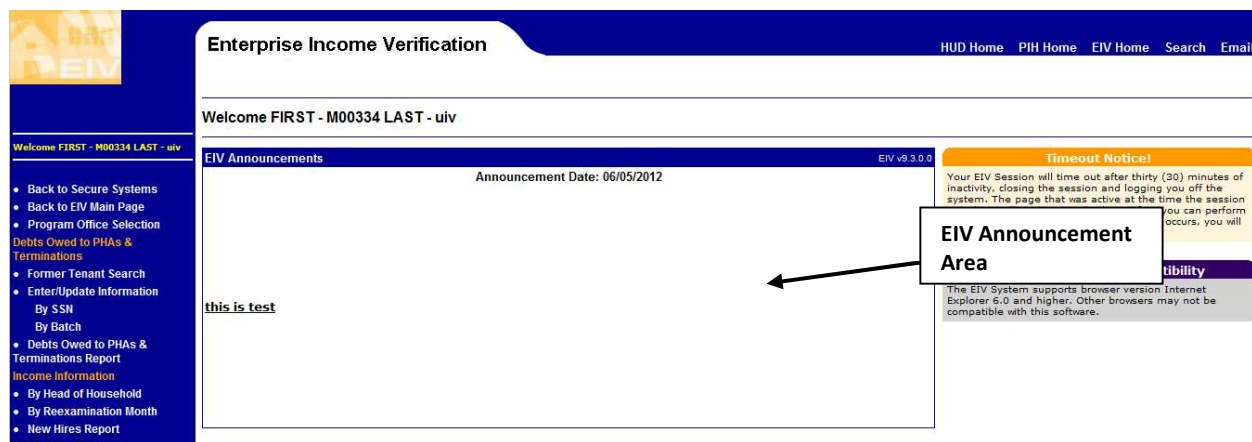 EIV
Enterprise Income Verification
HUD Home PIH Home EIV Home Search Email
Welcome FIRST - M00334 LAST - uiv
Welcome FIRST - M00334 LAST - uiv
• Back to Secure Systems
• Back to EIV Main Page
• Program Office Selection
Debts Owed to PHAs &
Terminations
• Former Tenant Search
• Enter/Update Information
By SSN
By Batch
• Debts Owed to PHAs &
Terminations Report
Income Information
• By Head of Household
• By Reexamination Month
• New Hires Report
EIV Announcements EIV v9.3.0.0
Announcement Date: 06/05/2012
this is test
EIV Announcement
Area
Timeout Notice!
Your EIV Session will time out after thirty (30) minutes of
inactivity, closing the session and logging you off the
system. The page that was active at the time the session
you can perform
occurs, you will
tibility
The EIV System supports browser version Internet
Explorer 6.0 and higher. Other browsers may not be
compatible with this software.